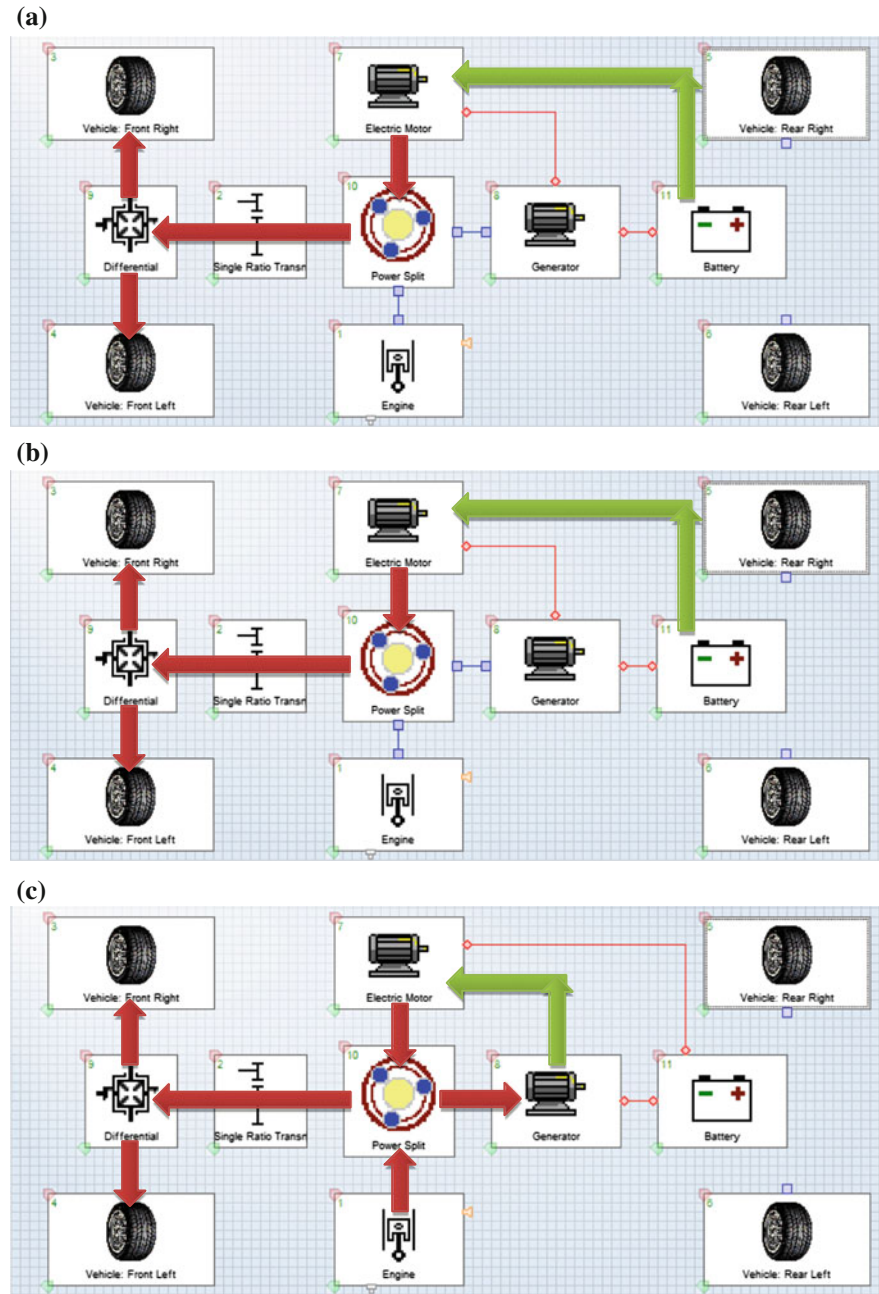 (a)
3
Vehicle: Front Right
7
Electric Motor
5
Vehicle: Rear Right
9
Differential
2
Single Ratio Transn
10
Power Split
8
Generator
11
Battery
4
Vehicle: Front Left
1
Engine
6
Vehicle: Rear Left
(b)
3
Vehicle: Front Right
7
Electric Motor
5
Vehicle: Rear Right
9
Differential
2
Single Ratio Transn
10
Power Split
8
Generator
11
Battery
4
Vehicle: Front Left
1
Engine
6
Vehicle: Rear Left
(c)
3
Vehicle: Front Right
7
Electric Motor
5
Vehicle: Rear Right
9
Differential
2
Single Ratio Transn
10
Power Split
8
Generator
11
Battery
4
Vehicle: Front Left
1
Engine
6
Vehicle: Rear Left